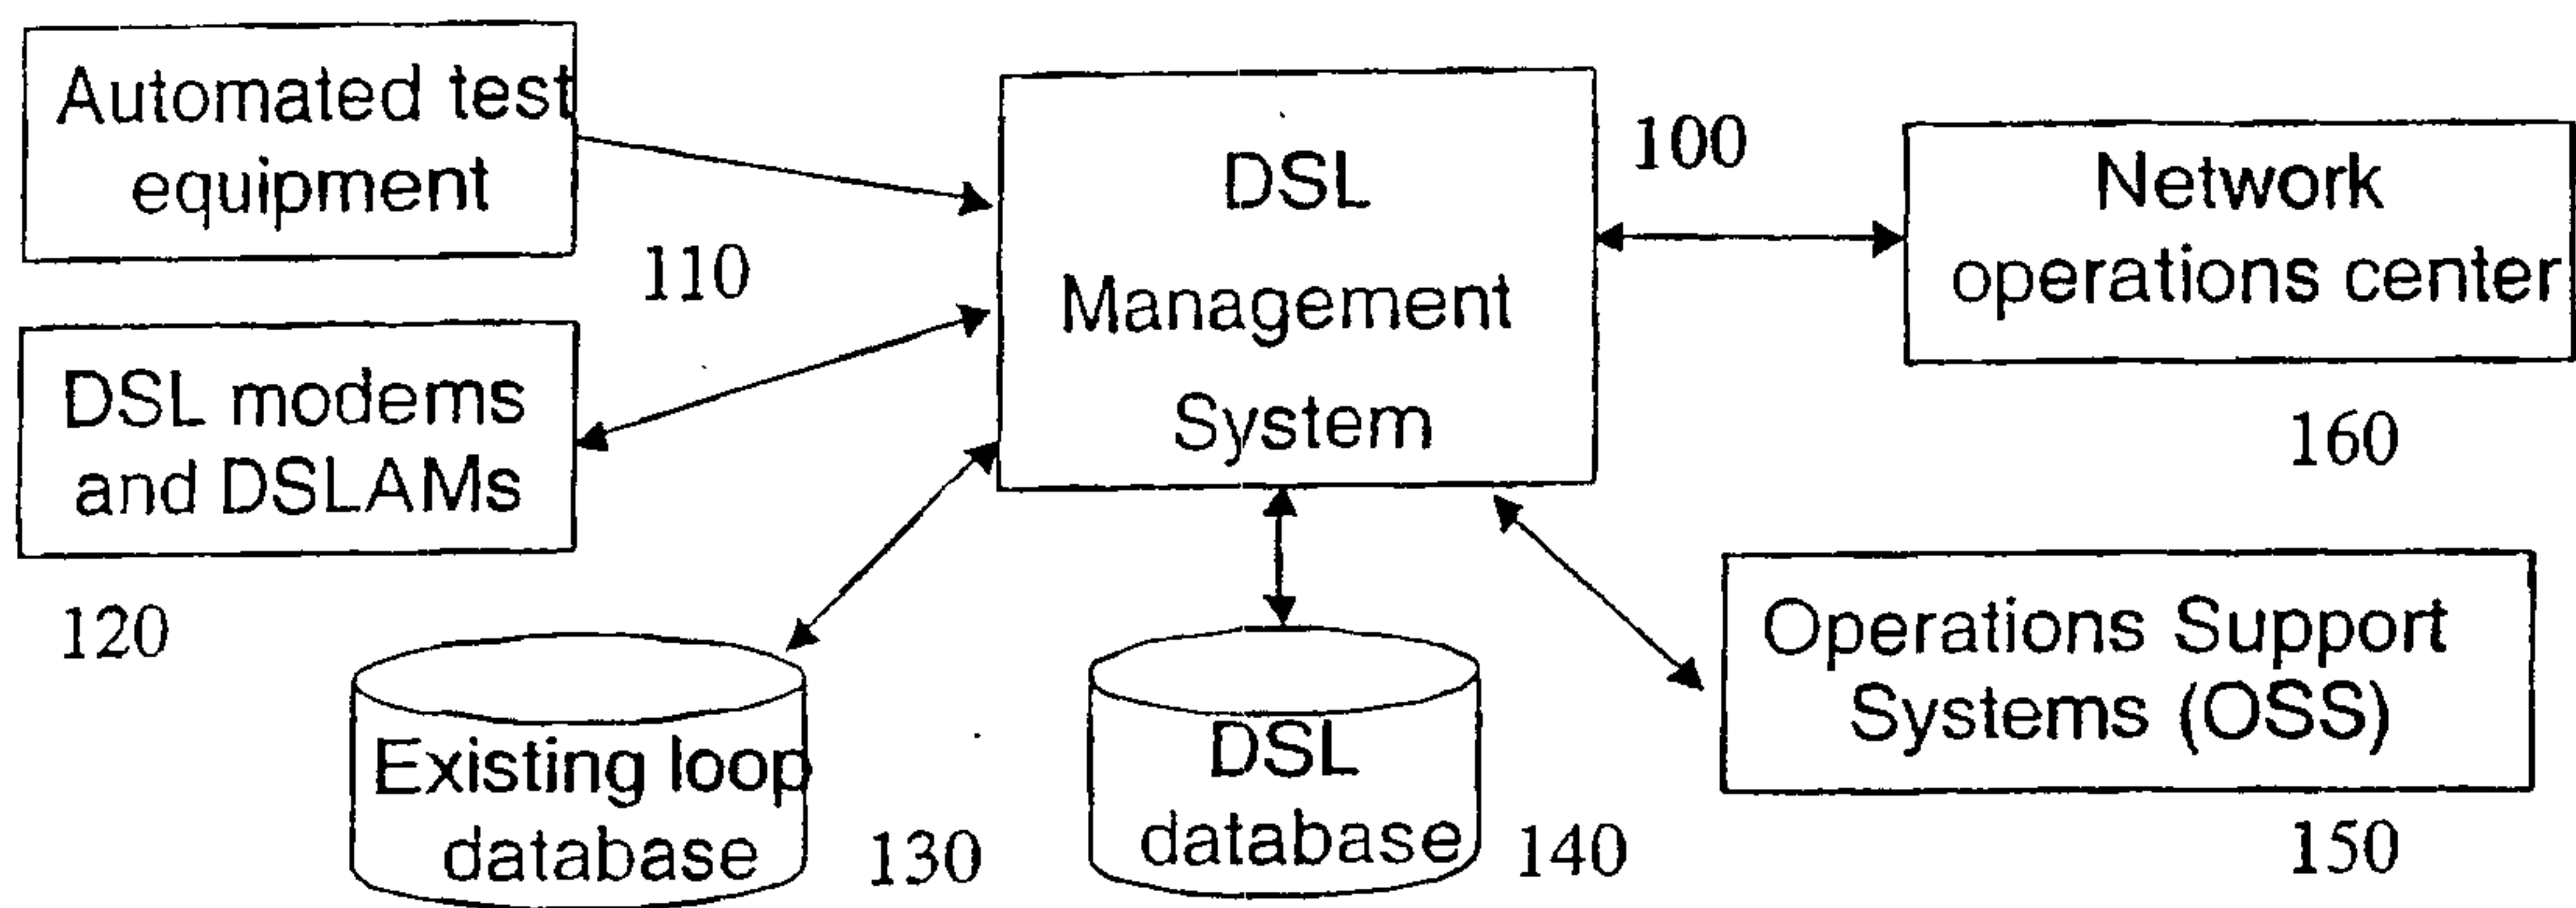 Automated test
equipment
110
DSL modems
and DSLAMs
120
DSL
Management
System
100
Network
operations center
160
Existing loop
database
130
DSL
database
140
Operations Support
Systems (OSS)
150